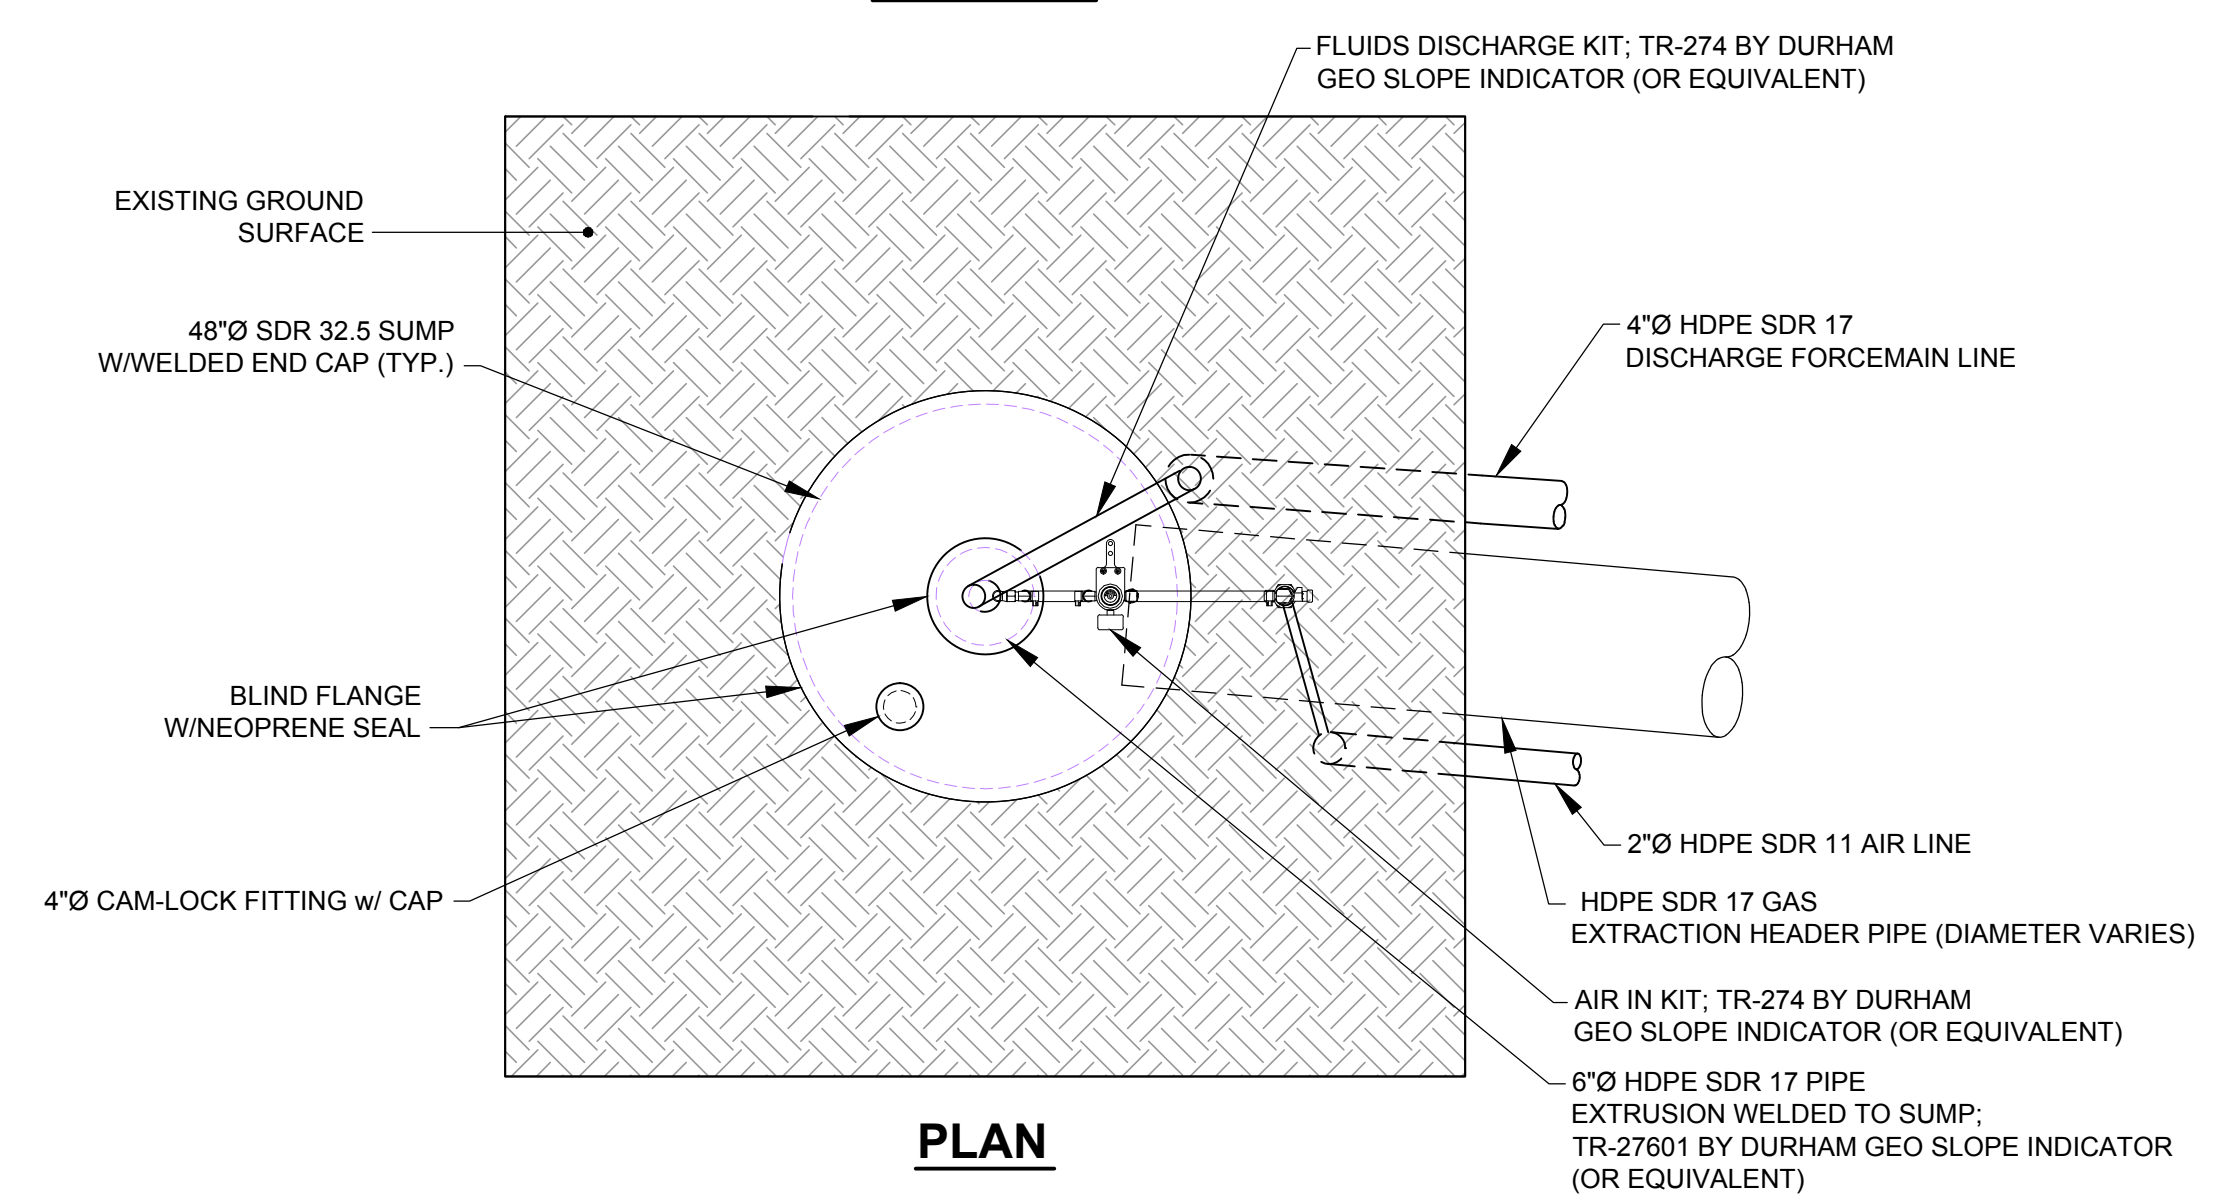 FLUIDS DISCHARGE KIT; TR-274 BY DURHAM
GEO SLOPE INDICATOR (OR EQUIVALENT)
EXISTING GROUND
SURFACE
48"Ø SDR 32.5 SUMP
W/WELDED END CAP (TYP.)
4"Ø HDPE SDR 17
DISCHARGE FORCEMAIN LINE
BLIND FLANGE
W/NEOPRENE SEAL
2"Ø HDPE SDR 11 AIR LINE
4"Ø CAM-LOCK FITTING w/ CAP
HDPE SDR 17 GAS
EXTRACTION HEADER PIPE (DIAMETER VARIES)
AIR IN KIT; TR-274 BY DURHAM
GEO SLOPE INDICATOR (OR EQUIVALENT)
6"Ø HDPE SDR 17 PIPE
EXTRUSION WELDED TO SUMP;
TR-27601 BY DURHAM GEO SLOPE INDICATOR
(OR EQUIVALENT)
PLAN